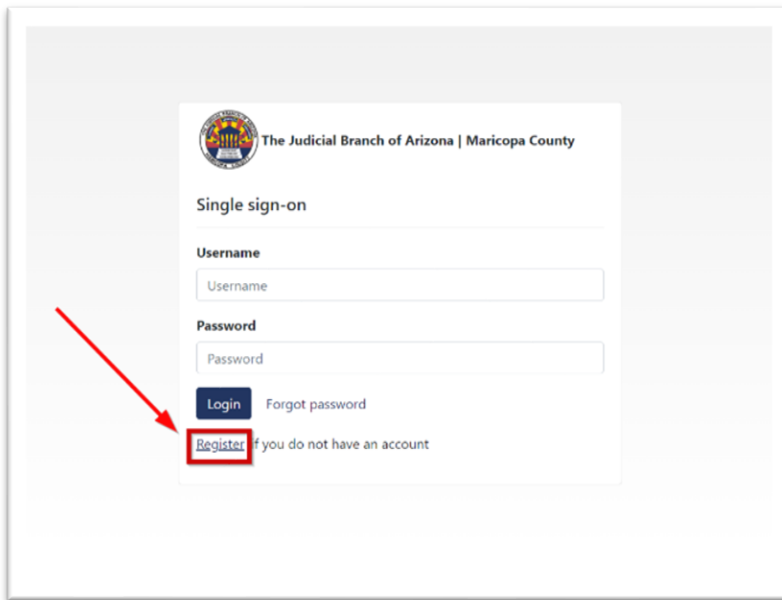 The Judicial Branch of Arizona | Maricopa County
Single sign-on
Username
Username
Password
Password
Login Forgot password
Register if you do not have an account